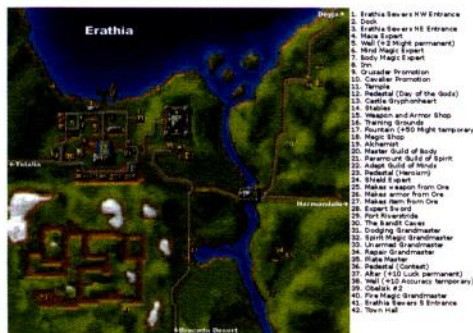 Erathia
Deyja
Tatalia
Harmondale
Bracada Desert
1. Erathia Sewers NW Entrance
2. Dock
3. Erathia Sewers NE Entrance
4. Mace Expert
5. Well (+2 Might permanent)
6. Mind Magic Expert
7. Body Magic Expert
8. Inn
9. Crusader Promotion
10. Cavalier Promotion
11. Temple
12. Pedestal (Day of the Gods)
13. Castle Gryphonheart
14. Stables
15. Weapon and Armor Shop
16. Training Grounds
17. Fountain (+50 Might temporary)
18. Magic Shop
19. Alchemist
20. Master Guild of Body
21. Paramount Guild of Spirit
22. Adept Guild of Minds
23. Pedestal (Heroism)
24. Shield Expert
25. Makes weapon from Ore
26. Makes armor from Ore
27. Makes item from Ore
28. Expert Sword
29. Fort Riverstride
30. The Bandit Caves
31. Dodging Grandmaster
32. Spirit Magic Grandmaster
33. Unarmed Grandmaster
34. Repair Grandmaster
35. Plate Master
36. Pedestal (Contest)
37. Altar (+10 Luck permanent)
38. Well (+10 Accuracy temporary)
39. Obelisk #2
40. Fire Magic Grandmaster
41. Erathia Sewers S Entrance
42. Town Hall